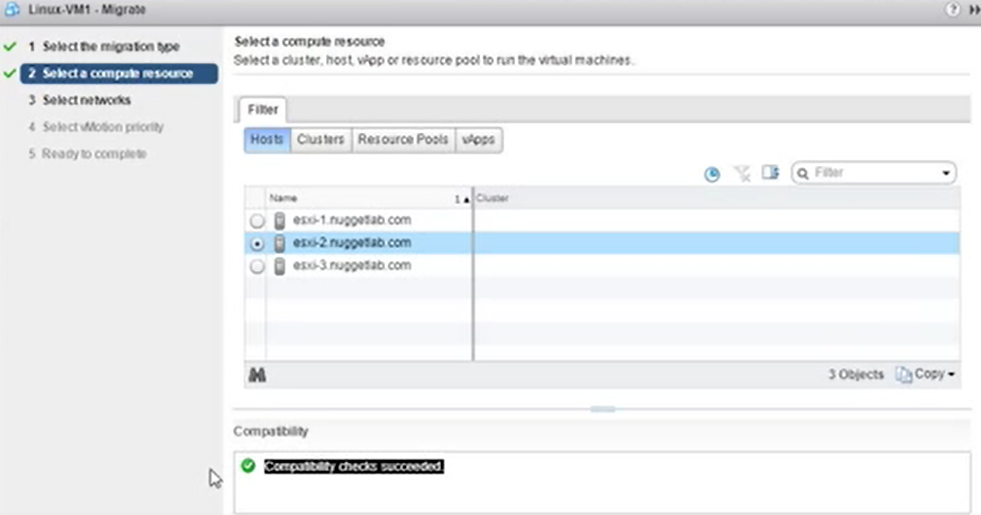 Linux-VM1 - Migrate
1 Select the migration type
2 Select a compute resource
3 Select networks
4 Select vMotion priority
5 Ready to complete
Select a compute resource
Select a cluster, host, vApp or resource pool to run the virtual machines.
Filter
Hosts Clusters Resource Pools vApps
Filter
Name 1 Cluster
esxi-1.nuggetlab.com
esxi-2.nuggetlab.com
esxi-3.nuggetlab.com
3 Objects Copy
Compatibility
Compatibility checks succeeded.